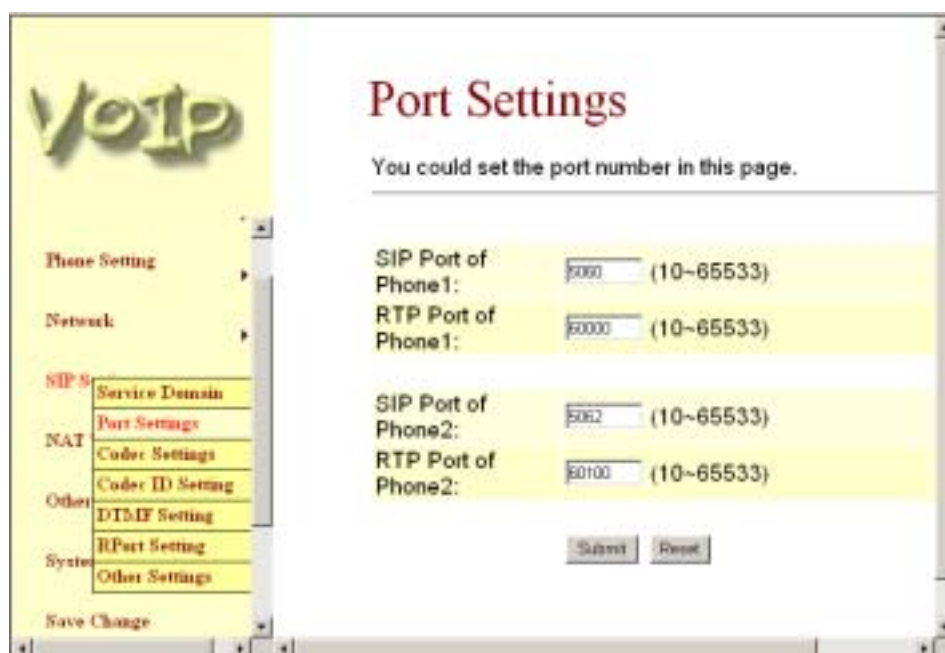 VOIP
Phone Setting
Network
SIP S
Service Domain
Port Settings
NAT
Codec Settings
Codec ID Setting
Other
DTMF Setting
RPort Setting
Syste
Other Settings
Save Change
Port Settings
You could set the port number in this page.
SIP Port of
Phone1:
5060 (10~65533)
RTP Port of
Phone1:
60000 (10~65533)
SIP Port of
Phone2:
5062 (10~65533)
RTP Port of
Phone2:
60100 (10~65533)
Submit Reset